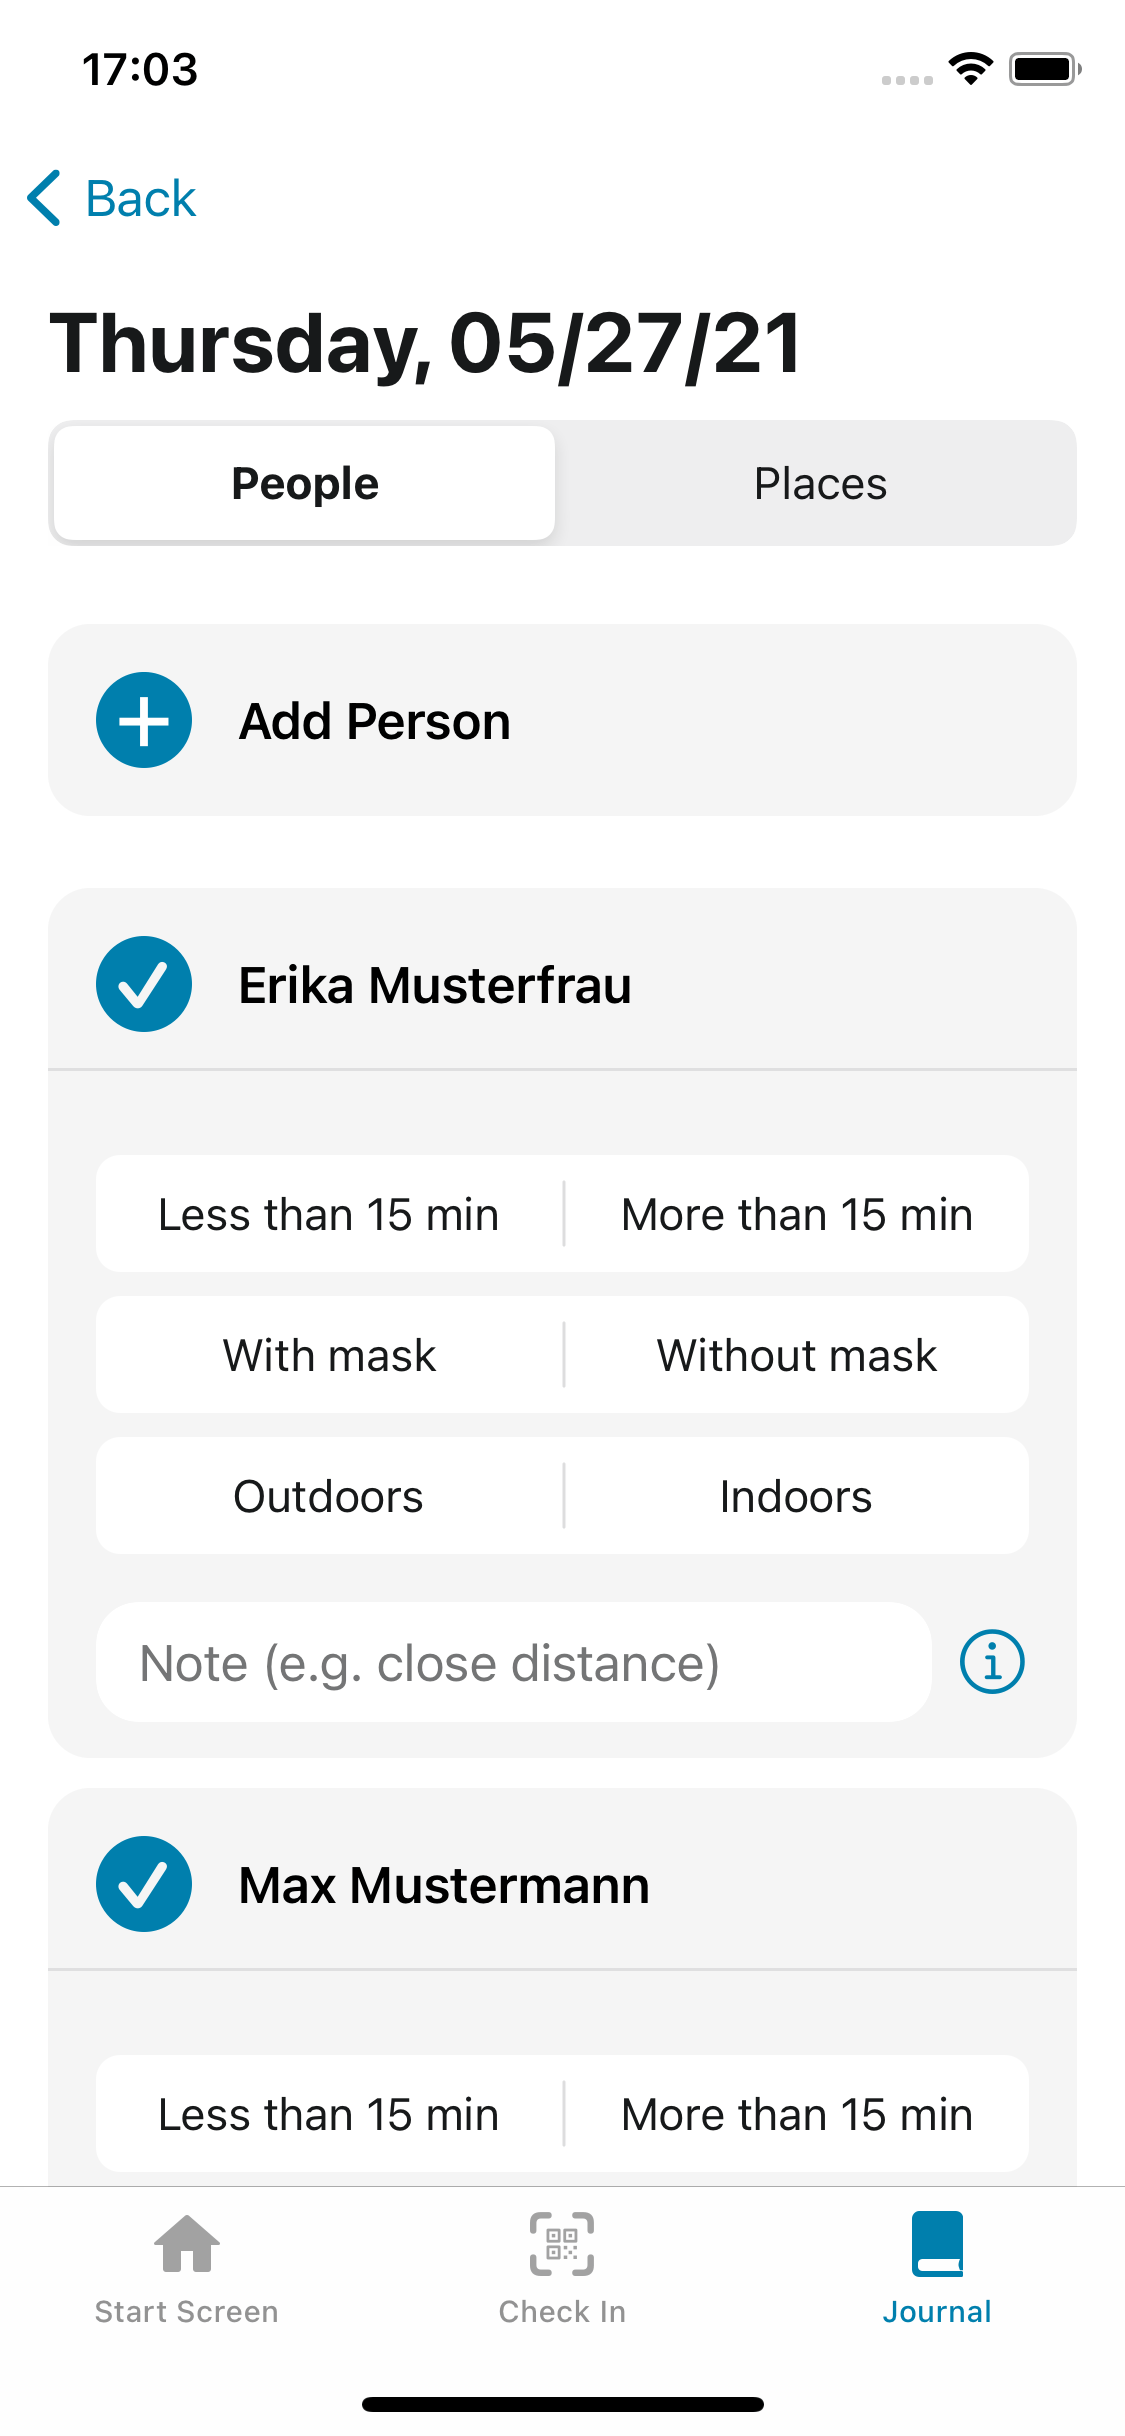 17:03
Back
Thursday, 05/27/21
People Places
Add Person
Erika Musterfrau
Less than 15 min More than 15 min
With mask Without mask
Outdoors Indoors
Note (e.g. close distance)
Max Mustermann
Less than 15 min More than 15 min
Start Screen Check In Journal